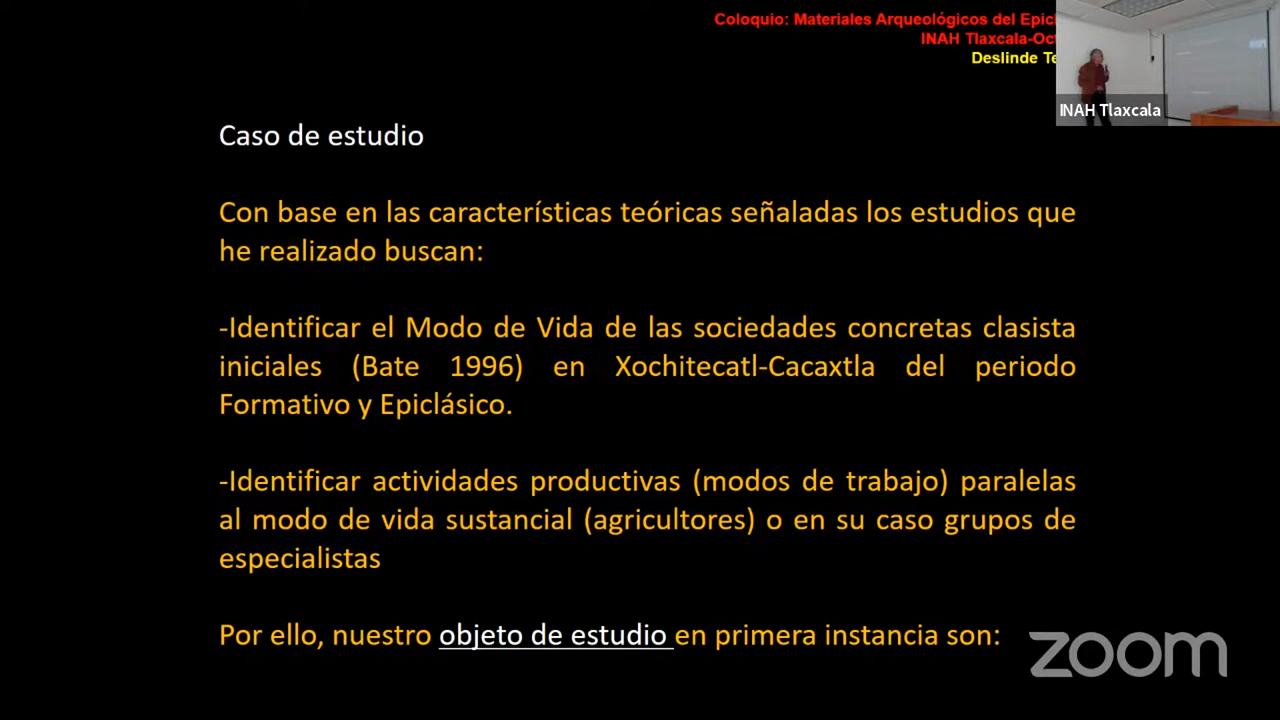 Coloquio: Materiales Arqueológicos del
INAH Tlaxcala
Deslinde
INAH Tlaxcala
Caso de estudio
Con base en las características teóricas señaladas los estudios que
he realizado buscan:
-Identificar el Modo de Vida de las sociedades concretas clasista
iniciales (Bate 1996) en Xochitecatl-Cacaxtla del periodo
Formativo y Epiclásico.
-Identificar actividades productivas (modos de trabajo) paralelas
al modo de vida sustancial (agricultores) o en su caso grupos de
especialistas
Por ello, nuestro objeto de estudio en primera instancia son:
zoom